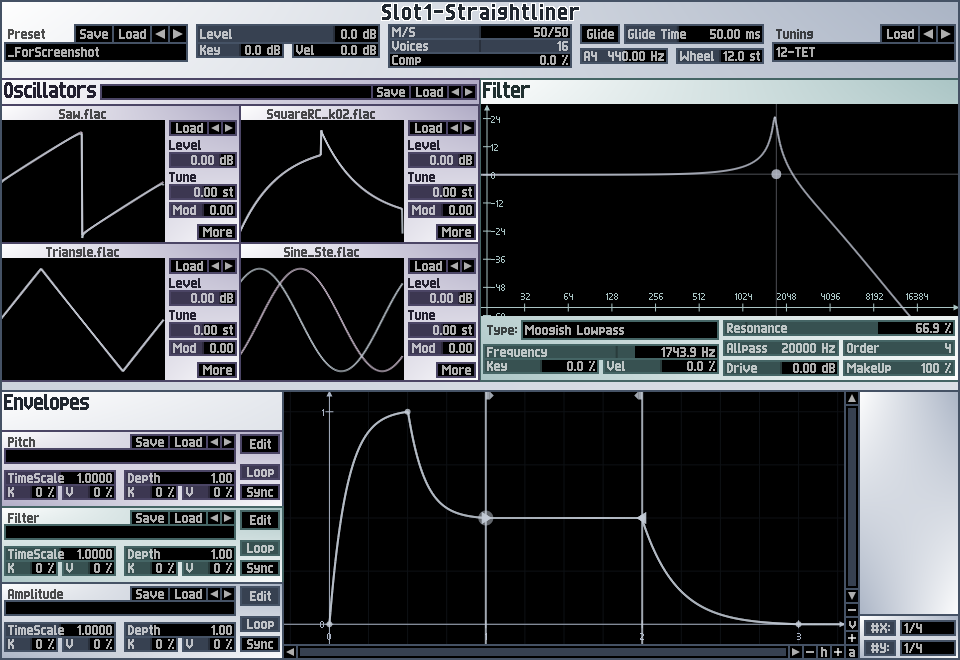 Slot1-Straightliner
Preset Save Load
_ForScreenshot
Level 0.0 dB
Key 0.0 dB Vel 0.0 dB
M/S 50/50
Voices 16
Comp 0.0 %
Glide Glide Time 50.00 ms
A4 440.00 Hz Wheel 12.0 st
Tuning Load
12-TET
Oscillators Save Load
Saw.flac
Load
Level
0.00 dB
Tune
0.00 st
Mod 0.00
More
SquareRC_k02.flac
Load
Level
0.00 dB
Tune
0.00 st
Mod 0.00
More
Triangle.flac
Load
Level
0.00 dB
Tune
0.00 st
Mod 0.00
More
Sine_Ste.flac
Load
Level
0.00 dB
Tune
0.00 st
Mod 0.00
More
Filter
24
12
0
-12
-24
-36
-48
32 64 128 256 512 1024 2048 4096 8192 16384
Type: Moogish Lowpass
Frequency 1743.9 Hz
Key 0.0 % Vel 0.0 %
Resonance 66.9 %
Allpass 20000 Hz Order 4
Drive 0.00 dB MakeUp 100 %
Envelopes
Pitch Save Load Edit
Loop
TimeScale 1.0000 Depth 1.00
K 0 % V 0 % K 0 % V 0 % Sync
Filter Save Load Edit
Loop
TimeScale 1.0000 Depth 1.00
K 0 % V 0 % K 0 % V 0 % Sync
Amplitude Save Load Edit
Loop
TimeScale 1.0000 Depth 1.00
K 0 % V 0 % K 0 % V 0 % Sync
1
0
0 1 2 3
- v +
- h + a
#X: 1/4
#Y: 1/4